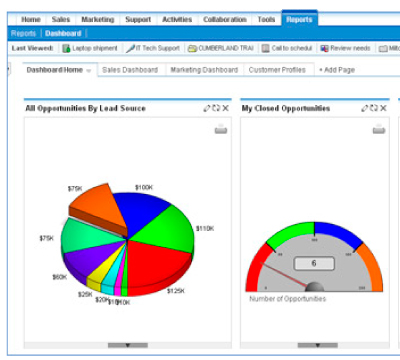 Home Sales Marketing Support Activities Collaboration Tools Reports
Reports Dashboard
Last Viewed: Laptop shipment IT Tech Support CUMBERLAND TRAI Call to schedul Review needs
Dashboard Home Sales Dashboard Marketing Dashboard Customer Profiles + Add Page
All Opportunities By Lead Source My Closed Opportunities
$75K $100K
$75K $110K
$60K
$25K $20K $10K $125K
6
Number of Opportunities